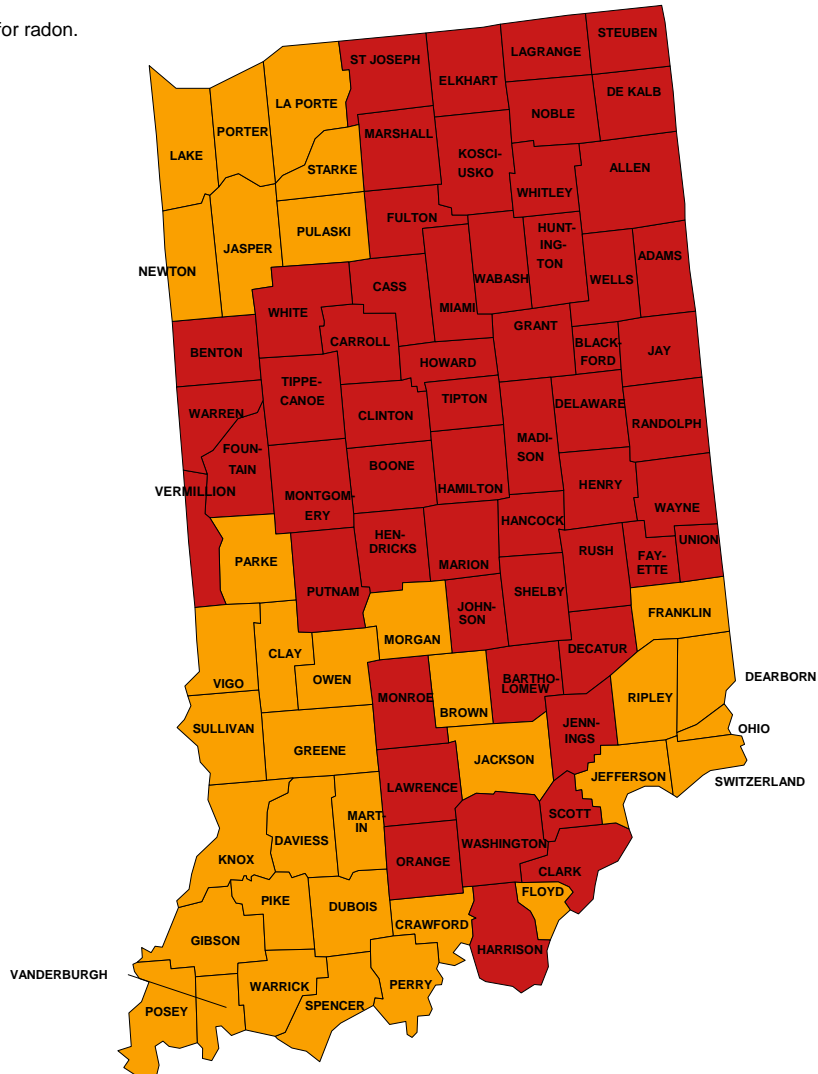 for radon.
STEUBEN
LAGRANGE
ST JOSEPH
ELKHART
DE KALB
LA PORTE
NOBLE
PORTER
MARSHALL
LAKE
KOSCI-
USKO
STARKE
ALLEN
WHITLEY
FULTON
PULASKI
HUNT-
ING-
TON
JASPER
ADAMS
NEWTON
WABASH
WELLS
CASS
MIAMI
WHITE
GRANT
CARROLL
BLACK-
FORD
BENTON
JAY
HOWARD
TIPPE-
CANOE
TIPTON
DELAWARE
WARREN
CLINTON
RANDOLPH
MADI-
SON
FOUN-
TAIN
BOONE
HENRY
VERMILLION
HAMILTON
MONTGOM-
ERY
WAYNE
HANCOCK
HEN-
DRICKS
UNION
RUSH
FAY-
ETTE
PARKE
MARION
PUTNAM
SHELBY
JOHN-
SON
FRANKLIN
MORGAN
DECATUR
CLAY
OWEN
DEARBORN
VIGO
BARTHO-
LOMEW
MONROE
RIPLEY
BROWN
SULLIVAN
JENN-
INGS
OHIO
GREENE
JACKSON
JEFFERSON
SWITZERLAND
LAWRENCE
MART-
IN
SCOTT
DAVIESS
WASHINGTON
KNOX
ORANGE
CLARK
FLOYD
PIKE
DUBOIS
CRAWFORD
GIBSON
HARRISON
VANDERBURGH
WARRICK
PERRY
SPENCER
POSEY